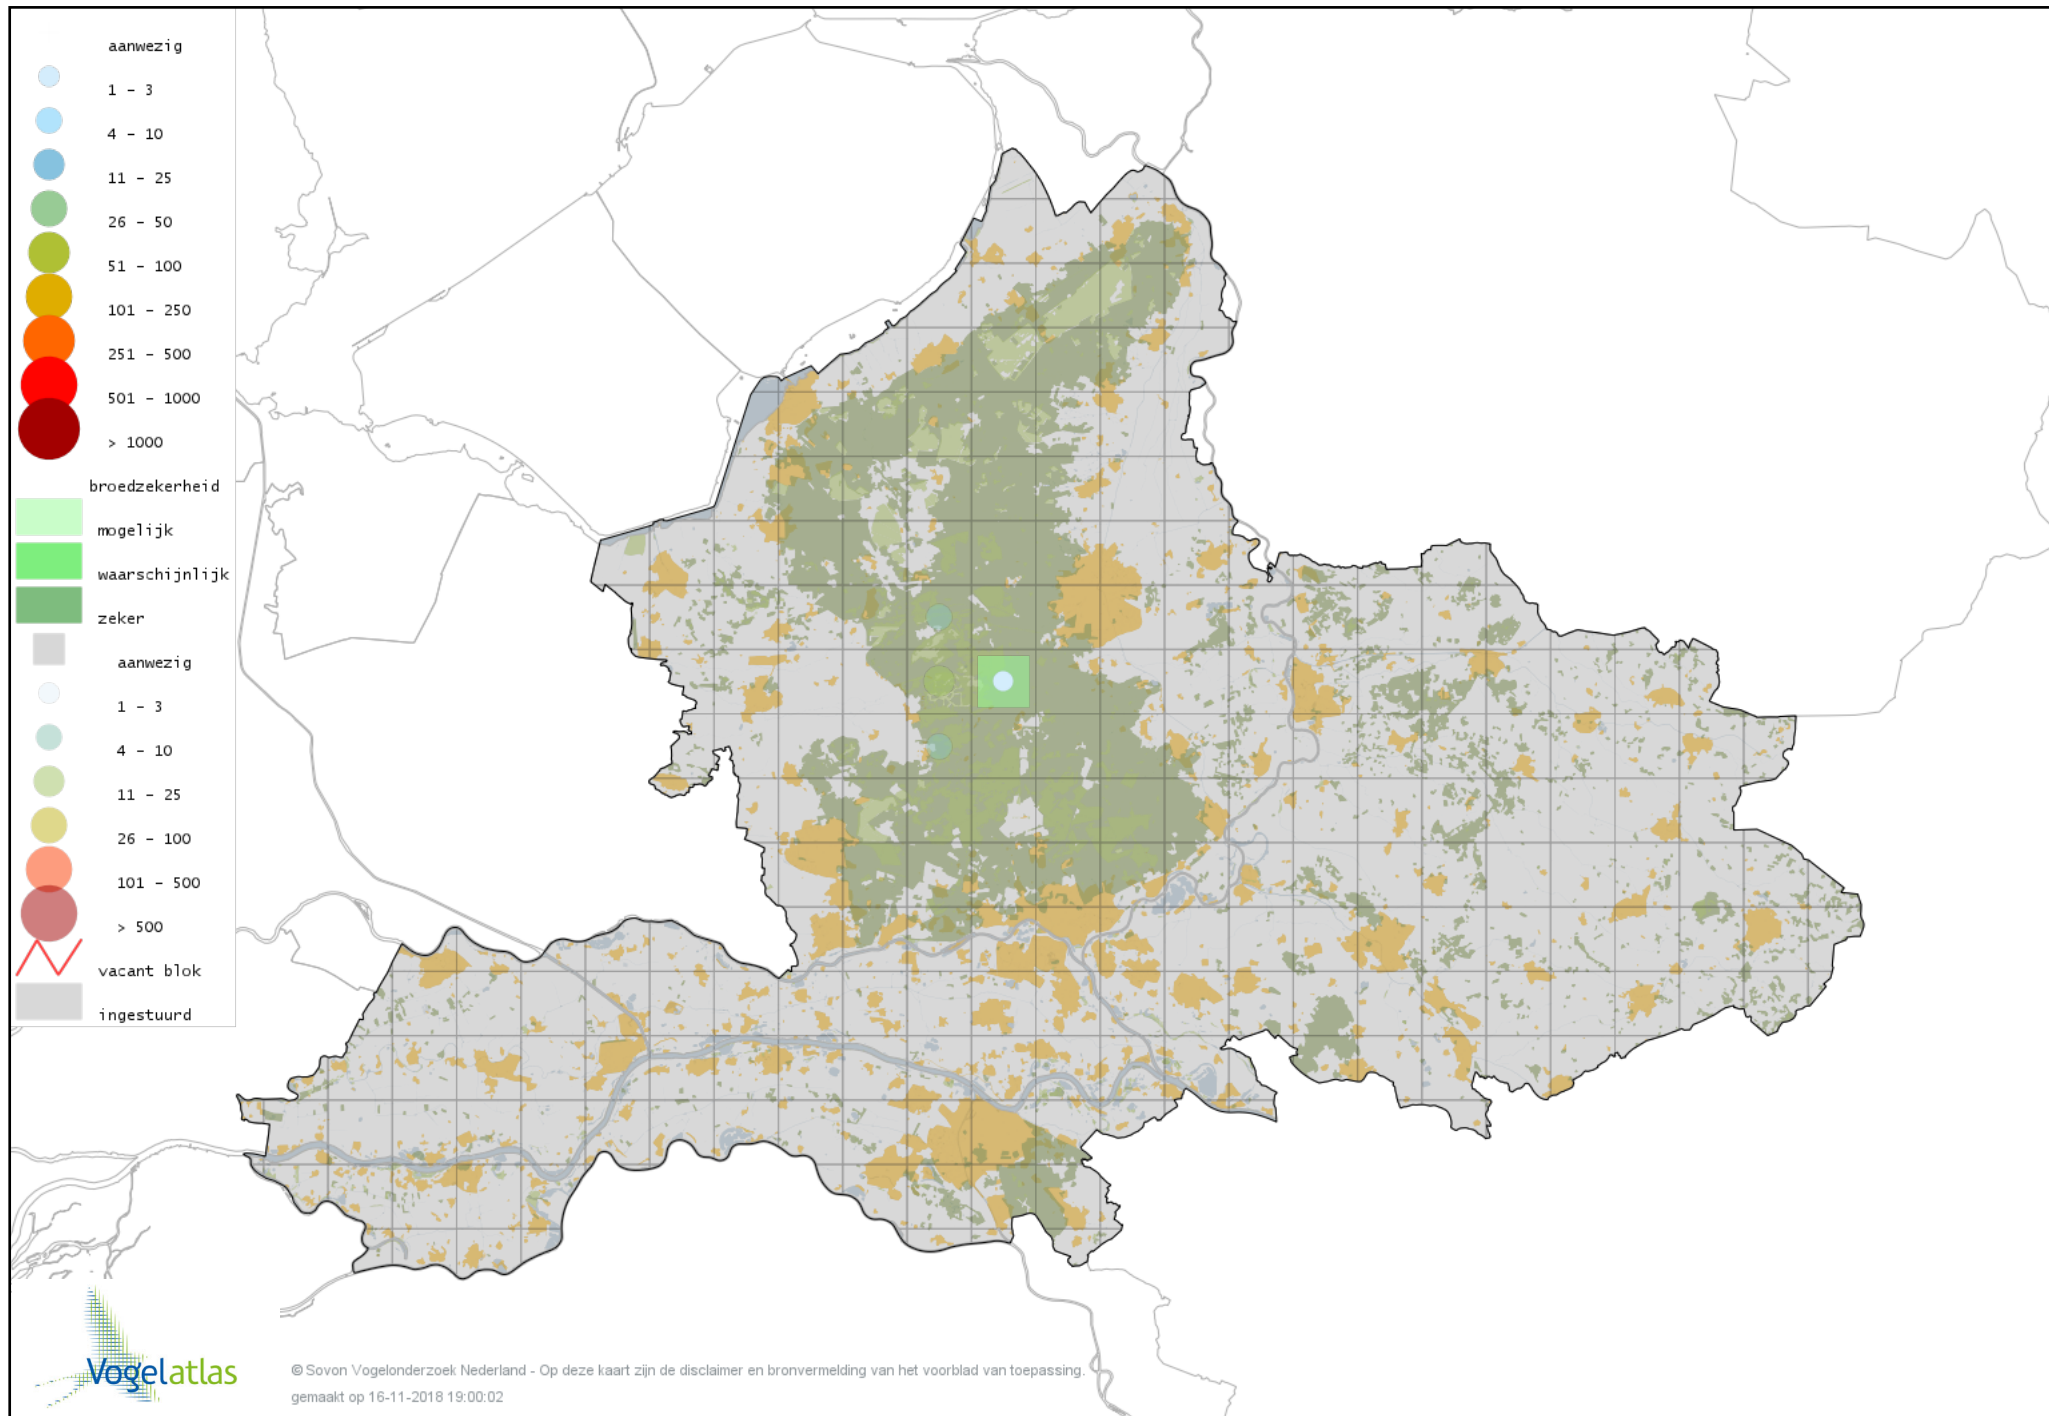 aanwezig
1 - 3
4 - 10
11 - 25
26 - 50
51 - 100
101 - 250
251 - 500
501 - 1000
> 1000
broedzekerheid
mogelijk
waarschijnlijk
zeker
aanwezig
1 - 3
4 - 10
11 - 25
26 - 100
101 - 500
> 500
vacant blok
ingestuurd
Vogelatlas
© Sovon Vogelonderzoek Nederland - Op deze kaart zijn de disclaimer en bronvermelding van het voorblad van toepassing.
gemaakt op 16-11-2018 19:00:02